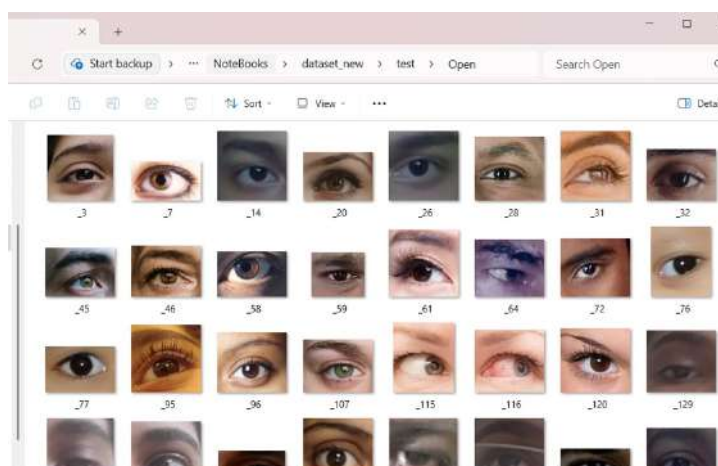 Start backup > ... NoteBooks > dataset_new > test > Open
Search Open
Sort
View
...
Deta
_3 _7 _14 _20 _26 _28 _31 _32
_45 _46 _58 _59 _61 _64 _72 _76
_77 _95 _96 _107 _115 _116 _120 _129